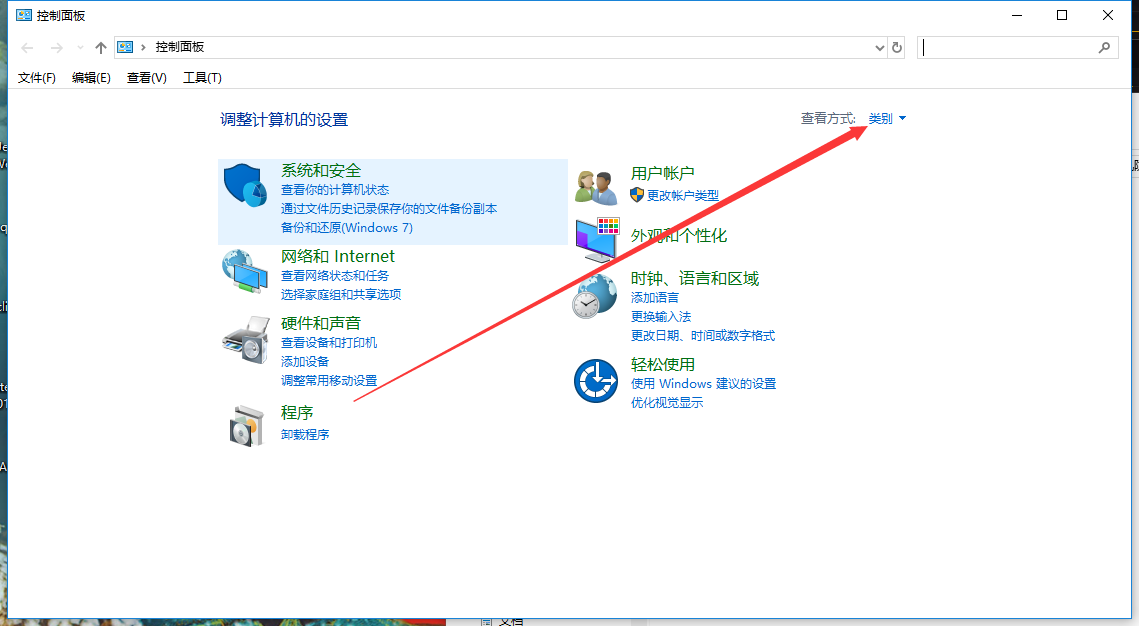 控制面板
控制面板
文件(F) 编辑(E) 查看(V) 工具(T)
调整计算机的设置
查看方式: 类别
系统和安全
查看你的计算机状态
通过文件历史记录保存你的文件备份副本
备份和还原(Windows 7)
网络和 Internet
查看网络状态和任务
选择家庭组和共享选项
硬件和声音
查看设备和打印机
添加设备
调整常用移动设置
程序
卸载程序
用户帐户
更改帐户类型
外观和个性化
时钟、语言和区域
添加语言
更换输入法
更改日期、时间或数字格式
轻松使用
使用 Windows 建议的设置
优化视觉显示
文档